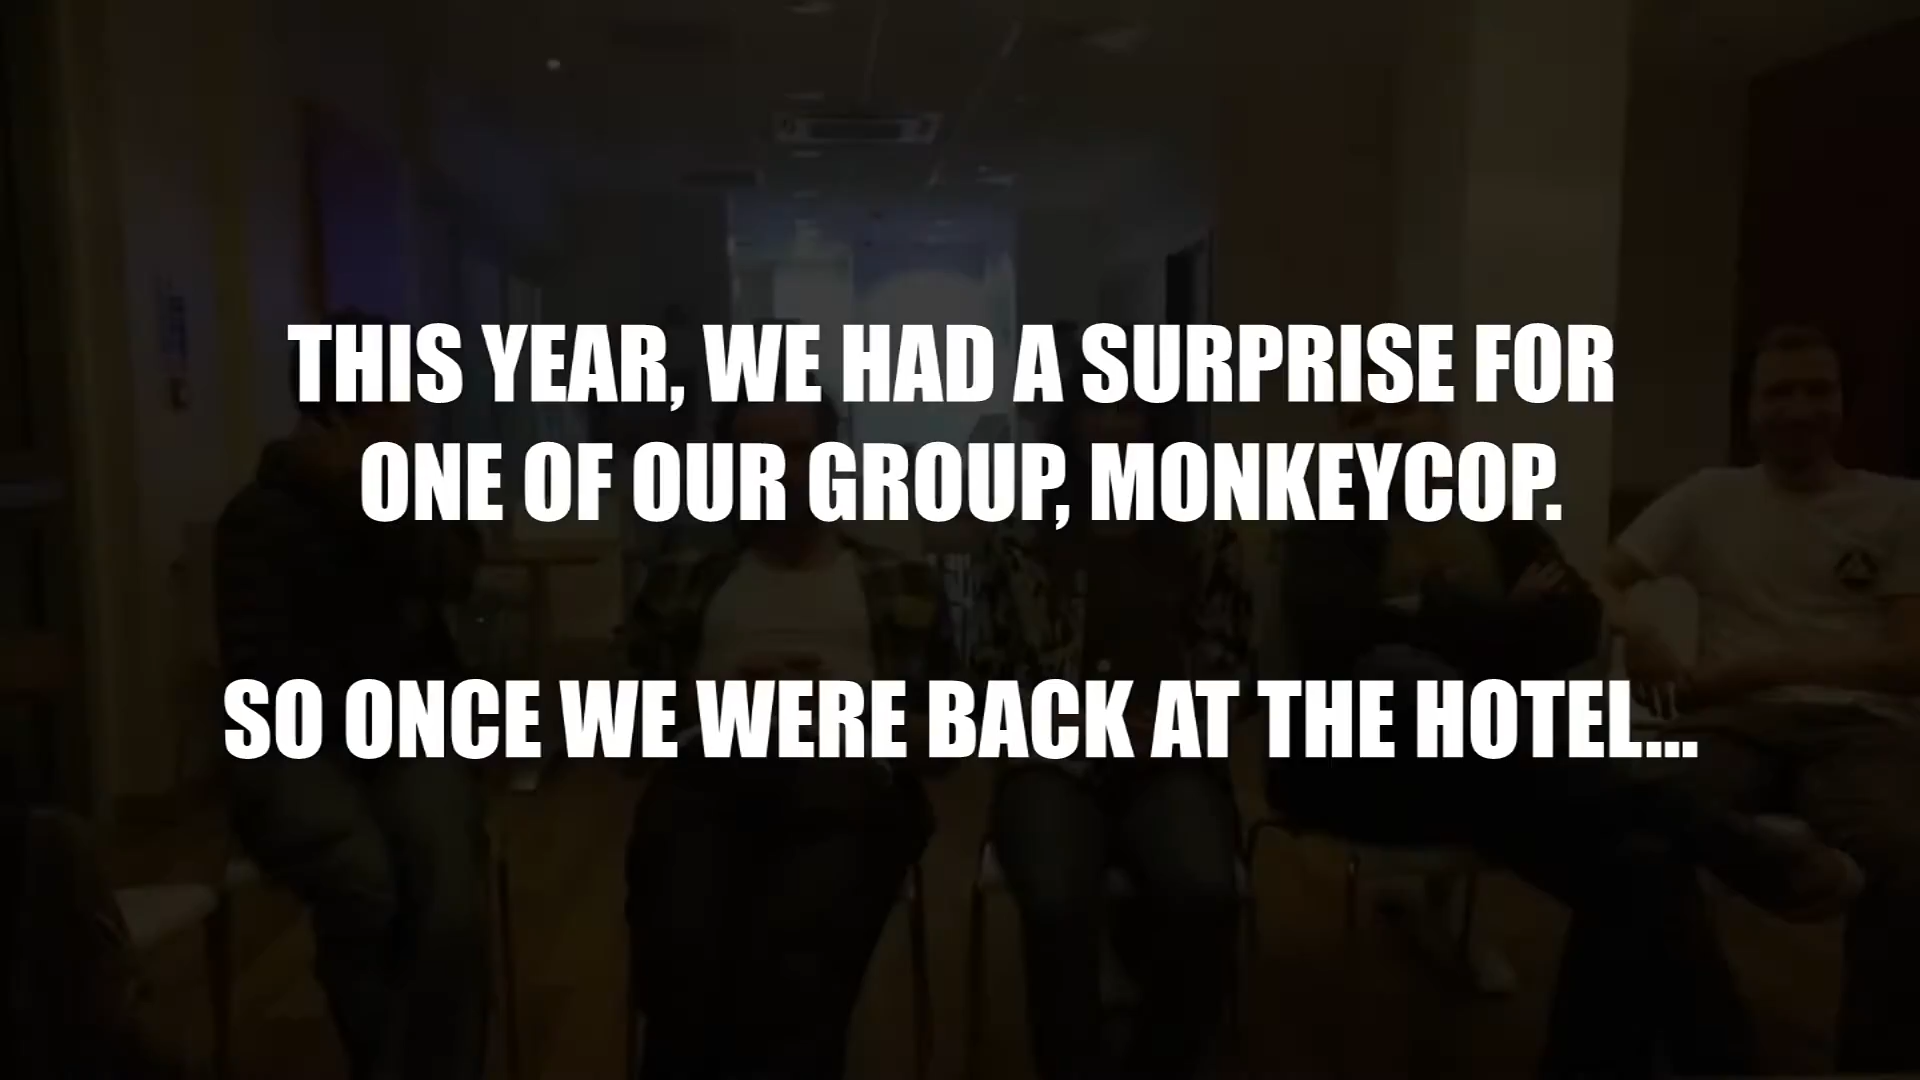 THIS YEAR, WE HAD A SURPRISE FOR
ONE OF OUR GROUP, MONKEYCOP.
SO ONCE WE WERE BACK AT THE HOTEL...